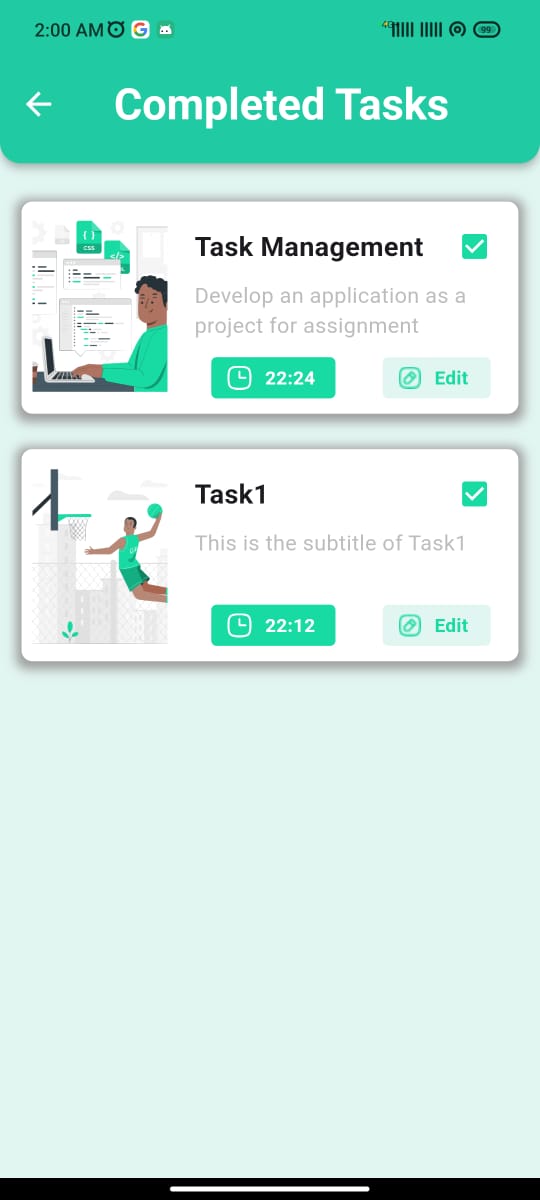 2:00 AM
4G
99
Completed Tasks
{ }
CSS
</>
Task Management
Develop an application as a
project for assignment
22:24
Edit
Task1
This is the subtitle of Task1
22:12
Edit